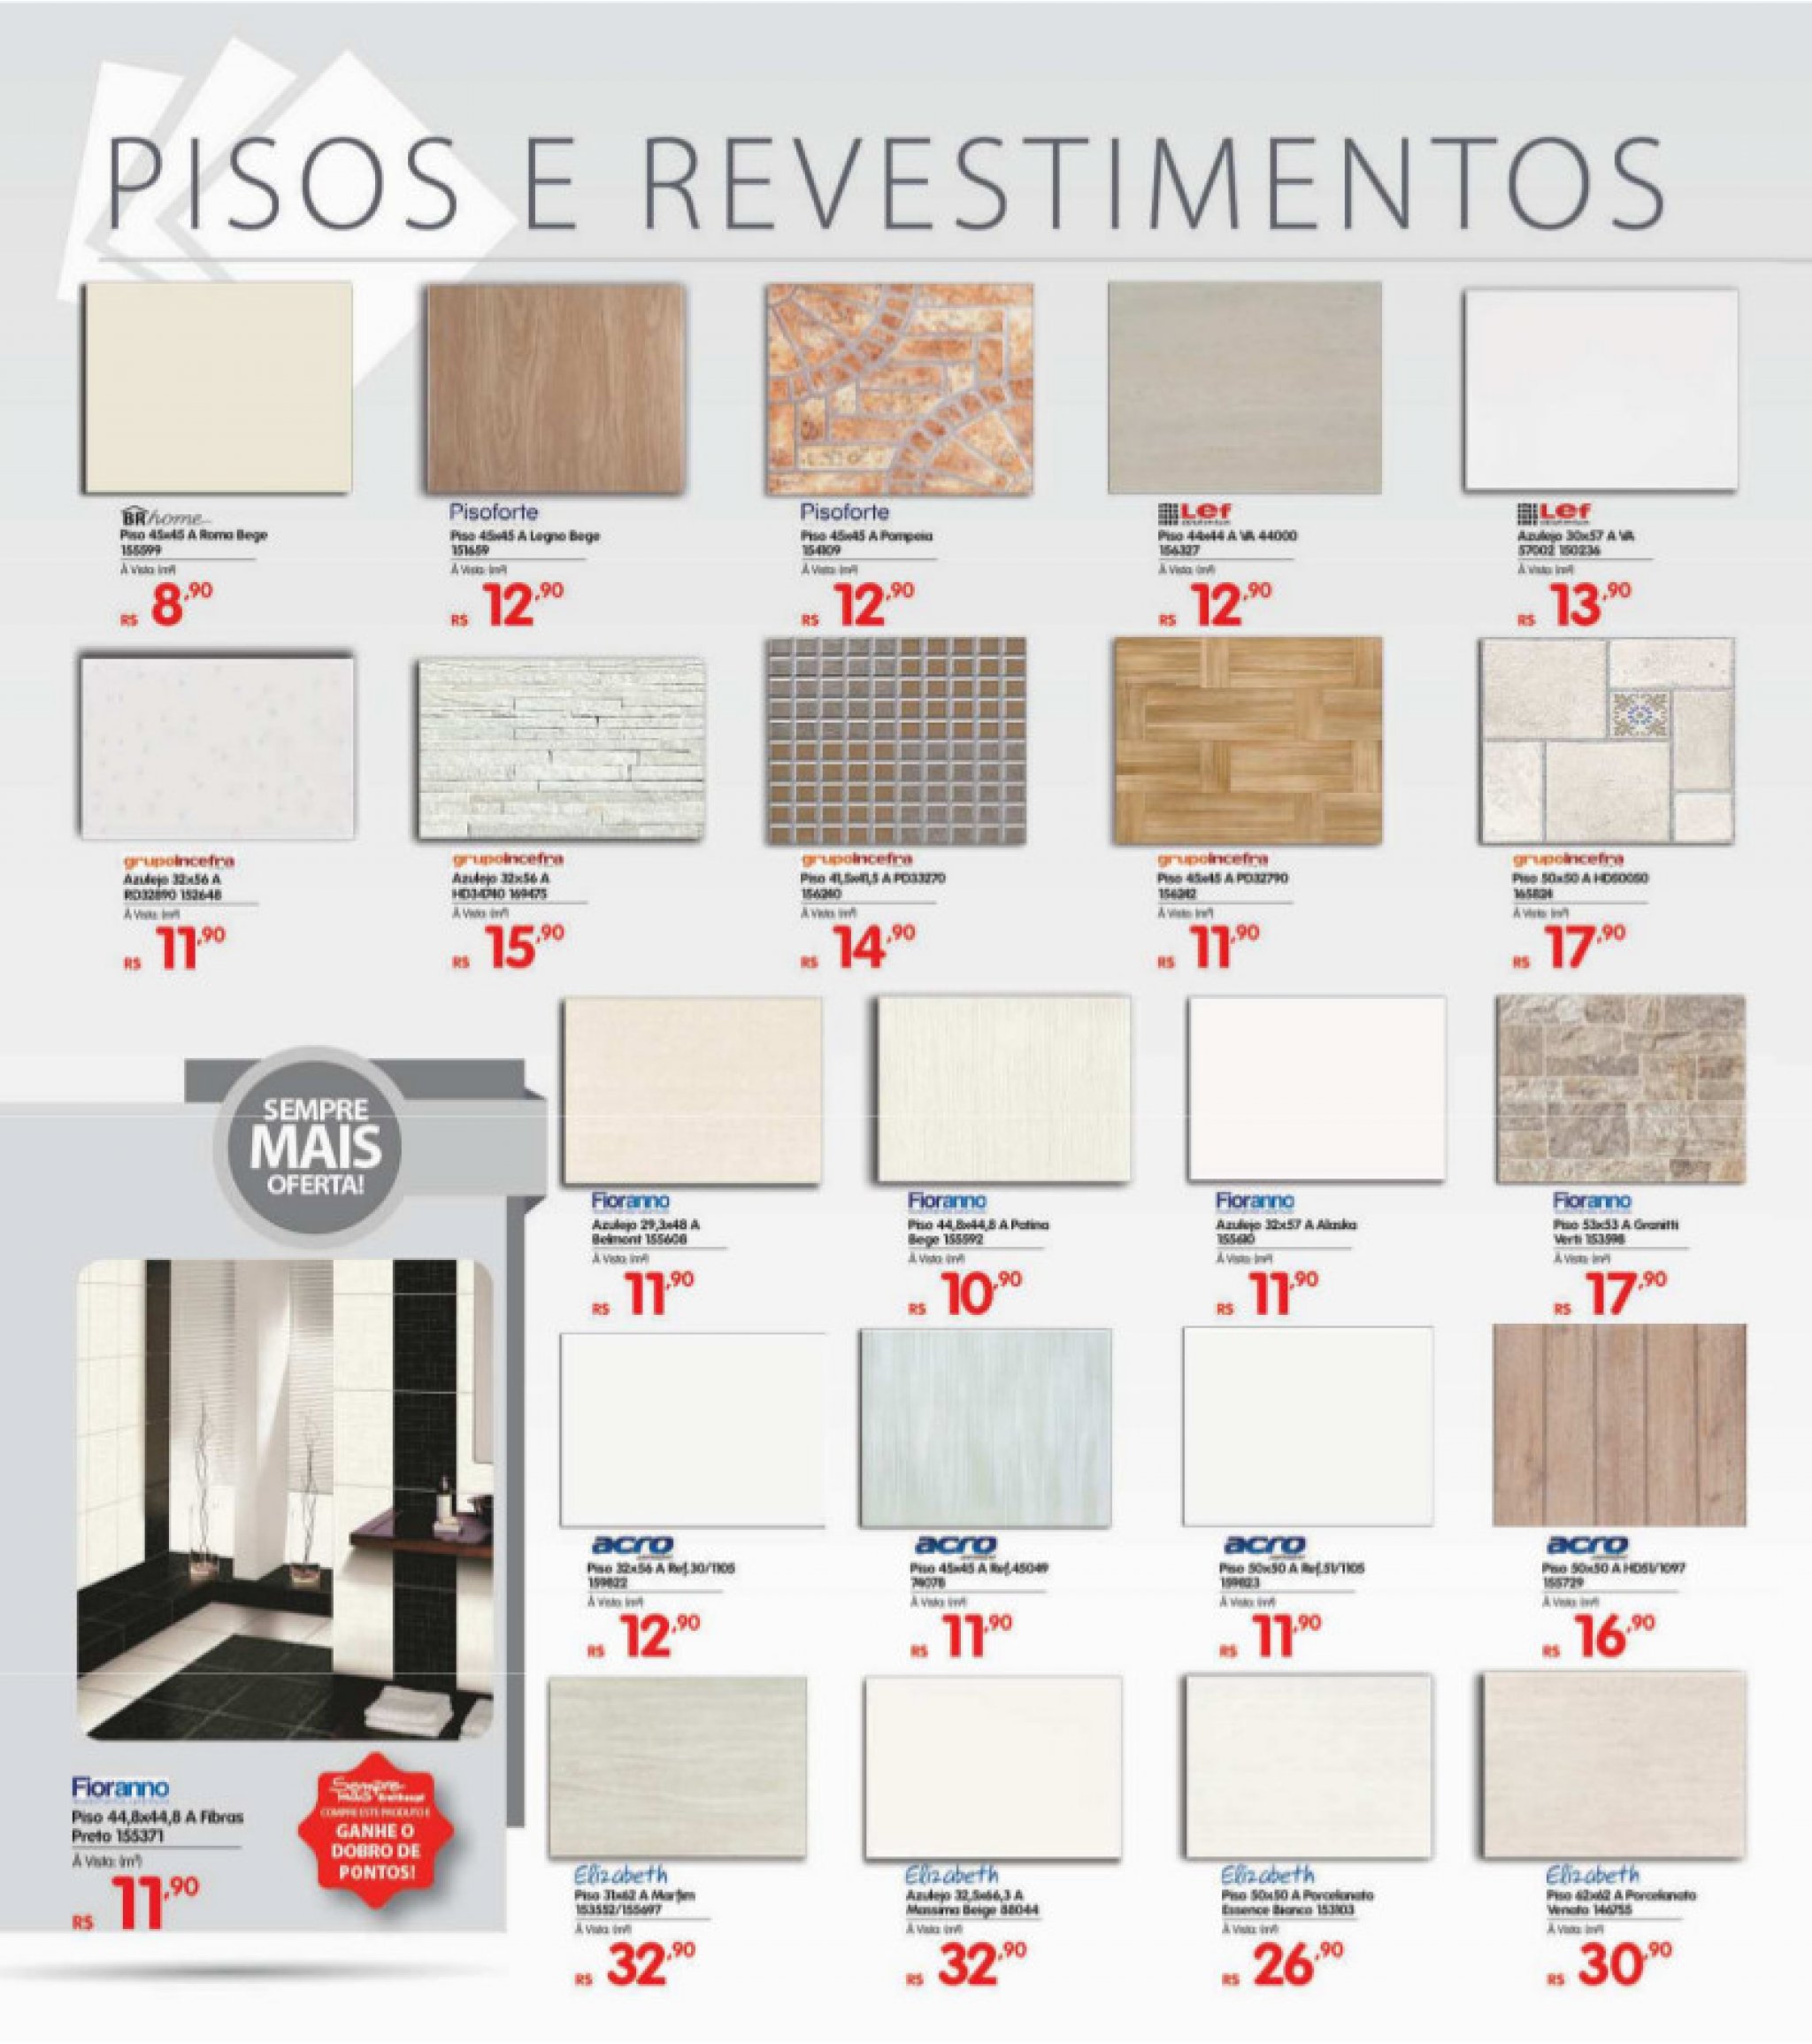 PISOS E REVESTIMENTOS
BRhome
Piso 45x45 A Roma Bege
155599
À Vista: (m²)
R$ 8,90
Pisoforte
Piso 45x45 A Legno Bege
151659
À Vista: (m²)
R$ 12,90
Pisoforte
Piso 45x45 A Pompeia
154109
À Vista: (m²)
R$ 12,90
Lef
Piso 44x44 A VA 44000
156327
À Vista: (m²)
R$ 12,90
Lef
Azulejo 30x57 A VA
57002 150236
À Vista: (m²)
R$ 13,90
grupoincefra
Azulejo 32x56 A
RD32890 152648
À Vista: (m²)
R$ 11,90
grupoincefra
Azulejo 32x56 A
HD34740 169475
À Vista: (m²)
R$ 15,90
grupoincefra
Piso 41,5x41,5 A PD33270
156240
À Vista: (m²)
R$ 14,90
grupoincefra
Piso 45x45 A PD32790
156242
À Vista: (m²)
R$ 11,90
grupoincefra
Piso 50x50 A HD50050
165824
À Vista: (m²)
R$ 17,90
SEMPRE
MAIS
OFERTA!
Fioranno
Piso 44,8x44,8 A Fibras
Preto 155371
À Vista: (m²)
R$ 11,90
Sempre
mais
COMPRE ESTE PRODUTO E
GANHE O
DOBRO DE
PONTOS!
Fioranno
Azulejo 29,3x48 A
Belmont 155608
À Vista: (m²)
R$ 11,90
Fioranno
Piso 44,8x44,8 A Patina
Bege 155592
À Vista: (m²)
R$ 10,90
Fioranno
Azulejo 32x57 A Alaska
155610
À Vista: (m²)
R$ 11,90
Fioranno
Piso 53x53 A Granitti
Verti 153598
À Vista: (m²)
R$ 17,90
acro
Piso 32x56 A Ref.30/1105
159822
À Vista: (m²)
R$ 12,90
acro
Piso 45x45 A Ref.45049
74078
À Vista: (m²)
R$ 11,90
acro
Piso 50x50 A Ref.51/1105
159823
À Vista: (m²)
R$ 11,90
acro
Piso 50x50 A HD51/1097
155729
À Vista: (m²)
R$ 16,90
Elizabeth
Piso 31x62 A Marfim
153552/155697
À Vista: (m²)
R$ 32,90
Elizabeth
Azulejo 32,5x66,3 A
Massima Beige 88044
À Vista: (m²)
R$ 32,90
Elizabeth
Piso 50x50 A Porcelanato
Essence Bianco 153103
À Vista: (m²)
R$ 26,90
Elizabeth
Piso 62x62 A Porcelanato
Venato 146755
À Vista: (m²)
R$ 30,90